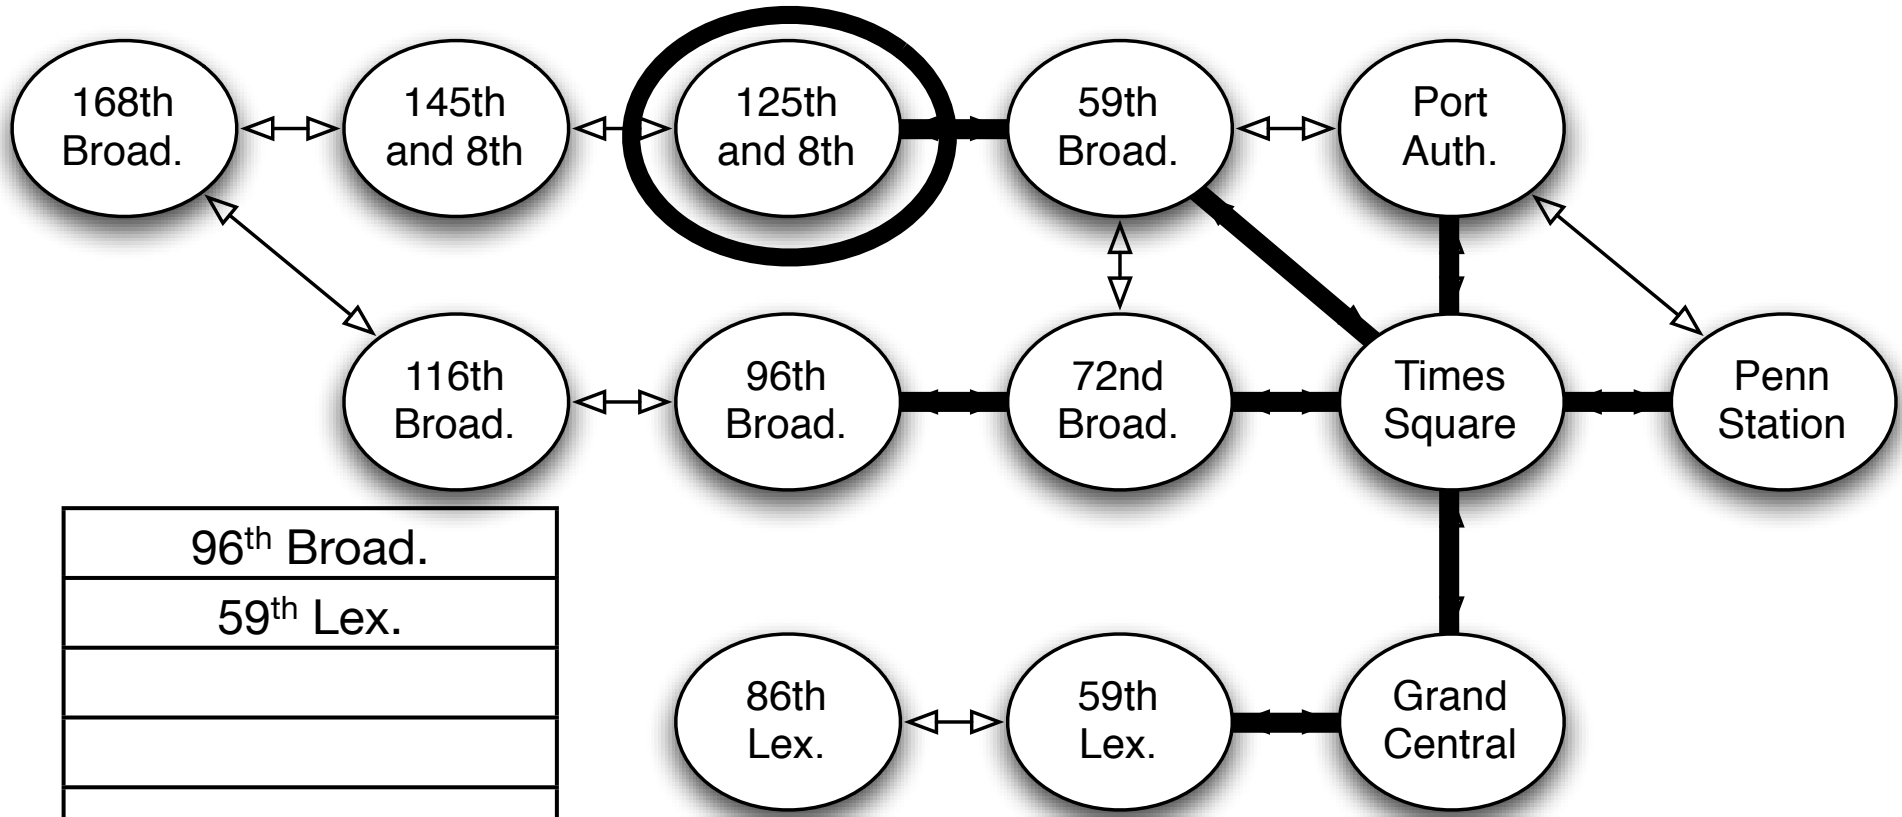 168th
Broad.
145th
and 8th
125th
and 8th
59th
Broad.
Port
Auth.
116th
Broad.
96th
Broad.
72nd
Broad.
Times
Square
Penn
Station
96th Broad.
59th Lex.
86th
Lex.
59th
Lex.
Grand
Central